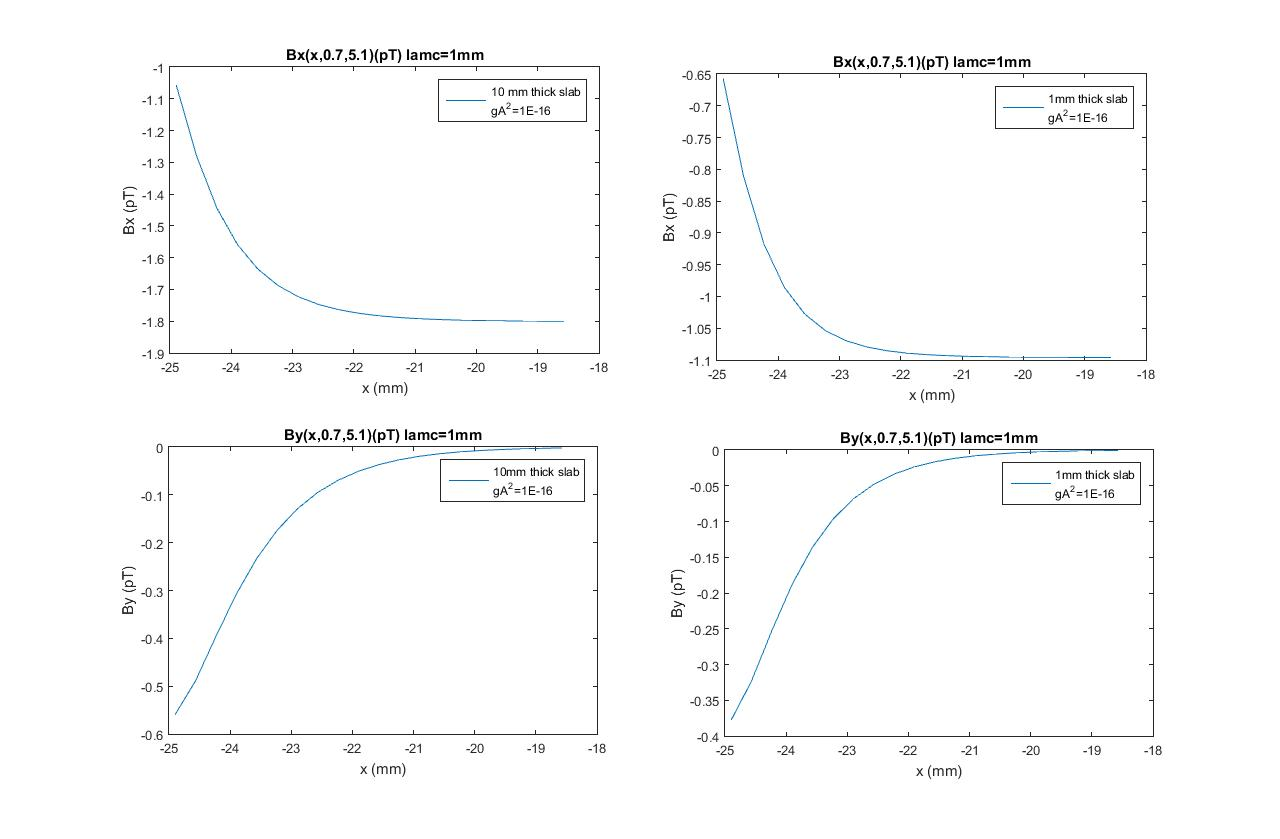 Bx(x,0.7,5.1)(pT) lamc=1mm
-1
-1.1
-1.2
-1.3
-1.4
-1.5
-1.6
-1.7
-1.8
-1.9
Bx (pT)
10 mm thick slab
gA^2=1E-16
-25 -24 -23 -22 -21 -20 -19 -18
x (mm)
Bx(x,0.7,5.1)(pT) lamc=1mm
-0.65
-0.7
-0.75
-0.8
-0.85
-0.9
-0.95
-1
-1.05
-1.1
Bx (pT)
1mm thick slab
gA^2=1E-16
-25 -24 -23 -22 -21 -20 -19 -18
x (mm)
By(x,0.7,5.1)(pT) lamc=1mm
0
-0.1
-0.2
-0.3
-0.4
-0.5
-0.6
By (pT)
10mm thick slab
gA^2=1E-16
-25 -24 -23 -22 -21 -20 -19 -18
x (mm)
By(x,0.7,5.1)(pT) lamc=1mm
0
-0.05
-0.1
-0.15
-0.2
-0.25
-0.3
-0.35
-0.4
By (pT)
1mm thick slab
gA^2=1E-16
-25 -24 -23 -22 -21 -20 -19 -18
x (mm)